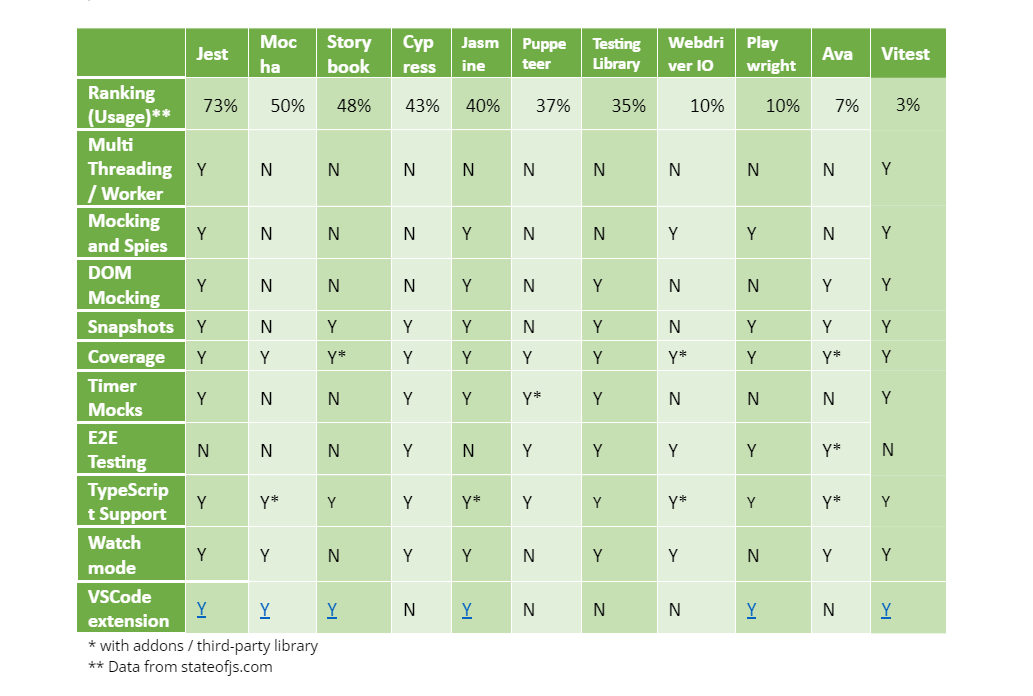 Jest Mocha Storybook Cypress Jasmine Puppeteer Testing Library WebdriverIO Playwright Ava Vitest
Ranking (Usage)** 73% 50% 48% 43% 40% 37% 35% 10% 10% 7% 3%
Multi Threading / Worker Y N N N N N N N N N Y
Mocking and Spies Y N N N Y N N Y Y N Y
DOM Mocking Y N N N Y N Y N N Y Y
Snapshots Y N Y Y Y N Y N Y Y Y
Coverage Y Y Y* Y Y Y Y Y* Y Y* Y
Timer Mocks Y N N Y Y Y* Y N N N Y
E2E Testing N N N Y N Y Y Y Y Y* N
TypeScript Support Y Y* Y Y Y* Y Y Y* Y Y* Y
Watch mode Y Y N Y Y N Y Y N Y Y
VSCode extension Y Y Y N Y N N N Y N Y
* with addons / third-party library
** Data from stateofjs.com